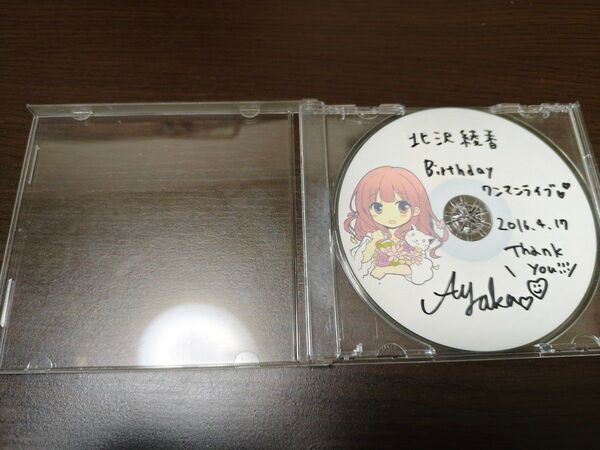 北沢綾香
Birthday
ワンマンライブ
2016.4.17
Thank
you!!!
Ayaka